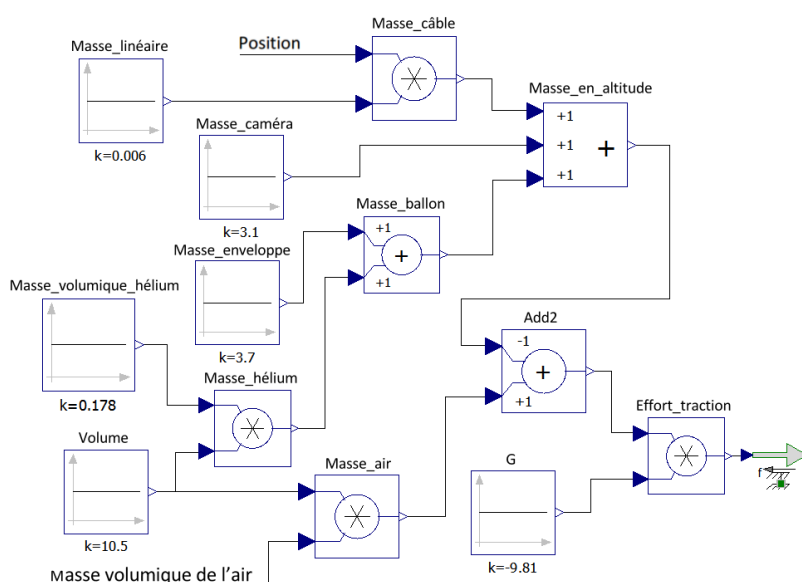 Masse_câble
Position
Masse_linéaire
k=0.006
Masse_en_altitude
+1
+1
+1
+
Masse_caméra
k=3.1
Masse_ballon
+1
+
+1
Masse_enveloppe
k=3.7
Masse_volumique_hélium
k=0.178
Masse_hélium
Add2
-1
+
+1
Effort_traction
f
Volume
k=10.5
Masse_air
G
k=-9.81
Masse volumique de l'air